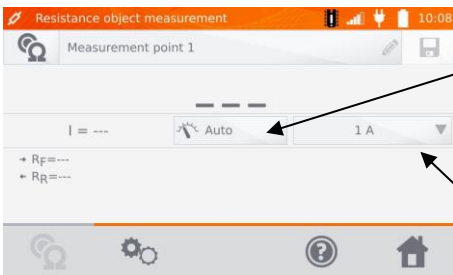 Resistance object measurement 10:08
Measurement point 1
---
I = --- Auto 1 A
→ RF=---
← RR=---